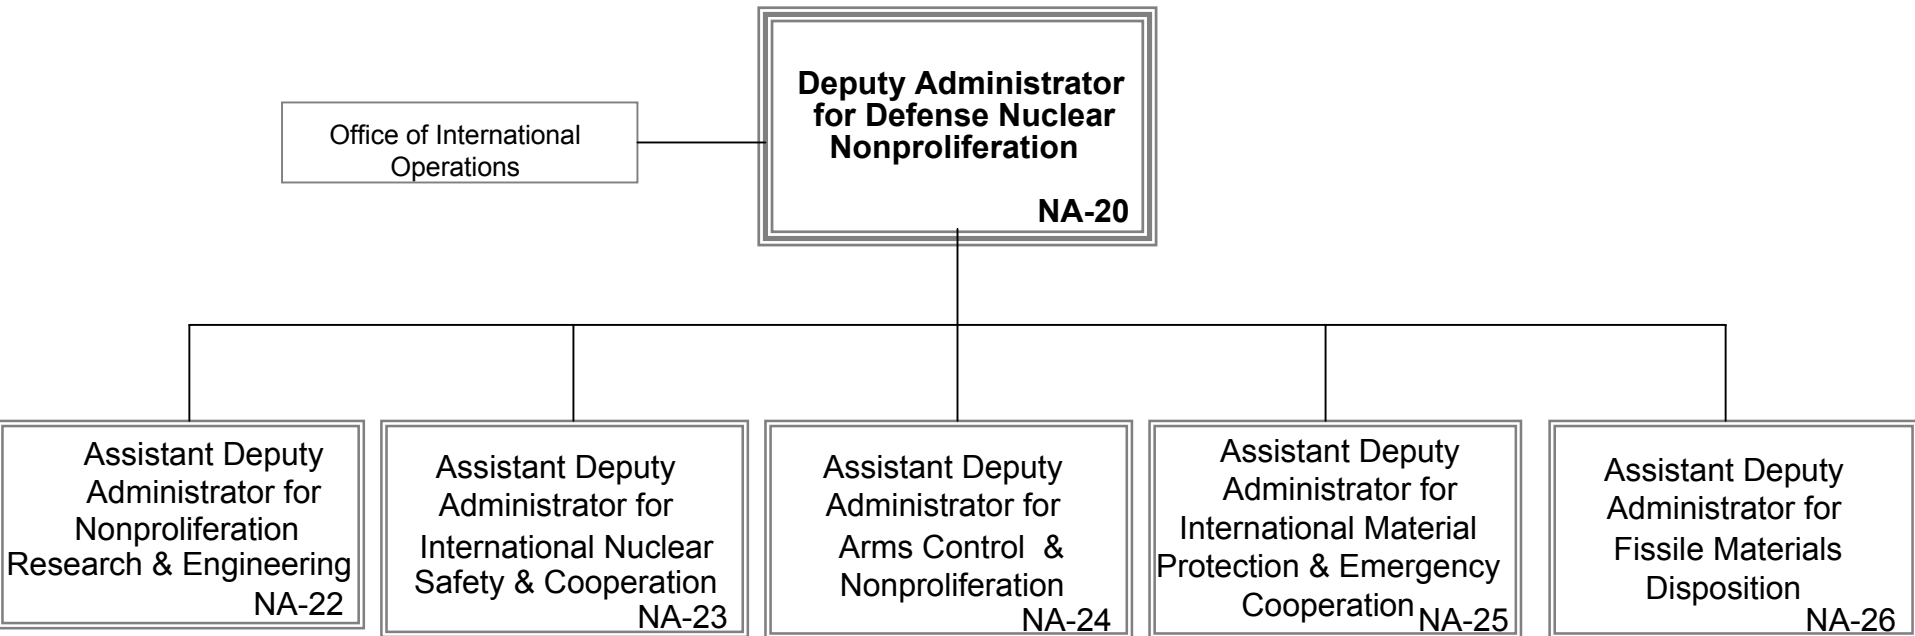 Deputy Administrator
for Defense Nuclear
Nonproliferation
NA-20
Office of International
Operations
Assistant Deputy
Administrator for
Nonproliferation
Research & Engineering
NA-22
Assistant Deputy
Administrator for
International Nuclear
Safety & Cooperation
NA-23
Assistant Deputy
Administrator for
Arms Control &
Nonproliferation
NA-24
Assistant Deputy
Administrator for
International Material
Protection & Emergency
Cooperation
NA-25
Assistant Deputy
Administrator for
Fissile Materials
Disposition
NA-26